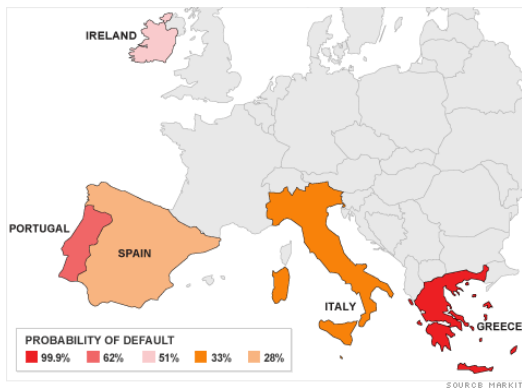 IRELAND
PORTUGAL
SPAIN
ITALY
GREECE
PROBABILITY OF DEFAULT
99.9% 62% 51% 33% 28%
SOURCE MARKIT